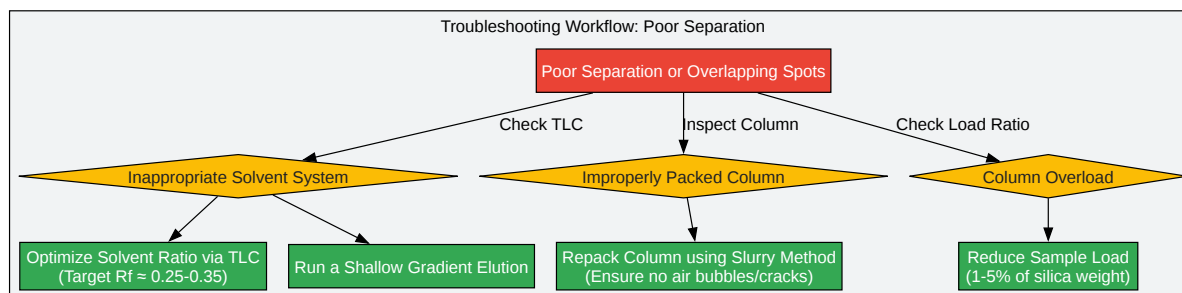 Troubleshooting Workflow: Poor Separation
Poor Separation or Overlapping Spots
Check TLC
Inspect Column
Check Load Ratio
Inappropriate Solvent System
Improperly Packed Column
Column Overload
Optimize Solvent Ratio via TLC
(Target Rf ≈ 0.25-0.35)
Run a Shallow Gradient Elution
Repack Column using Slurry Method
(Ensure no air bubbles/cracks)
Reduce Sample Load
(1-5% of silica weight)